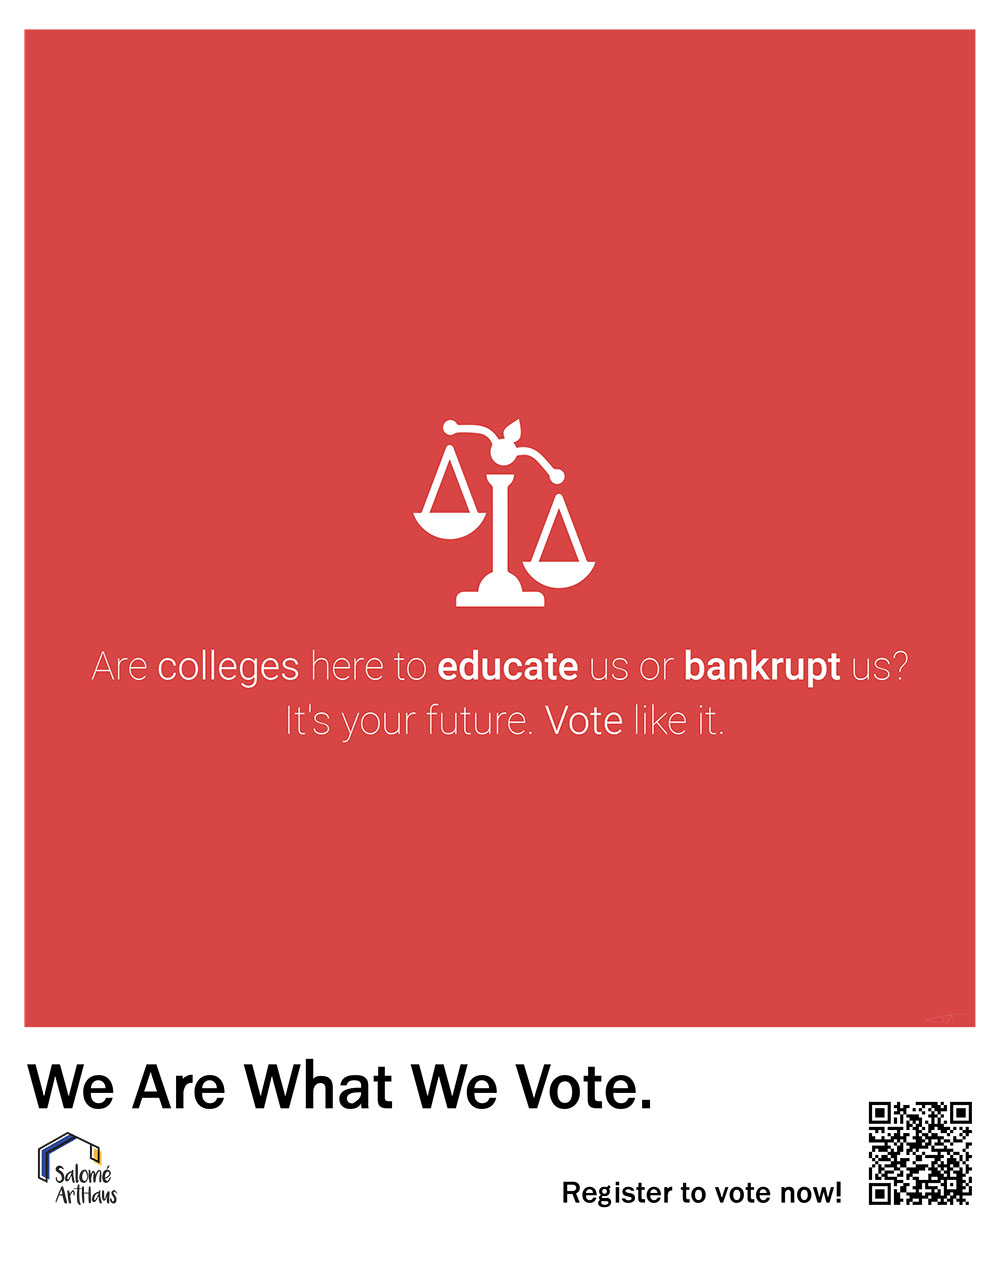 Are colleges here to educate us or bankrupt us?
It's your future. Vote like it.
We Are What We Vote.
Salomé
ArtHaus
Register to vote now!